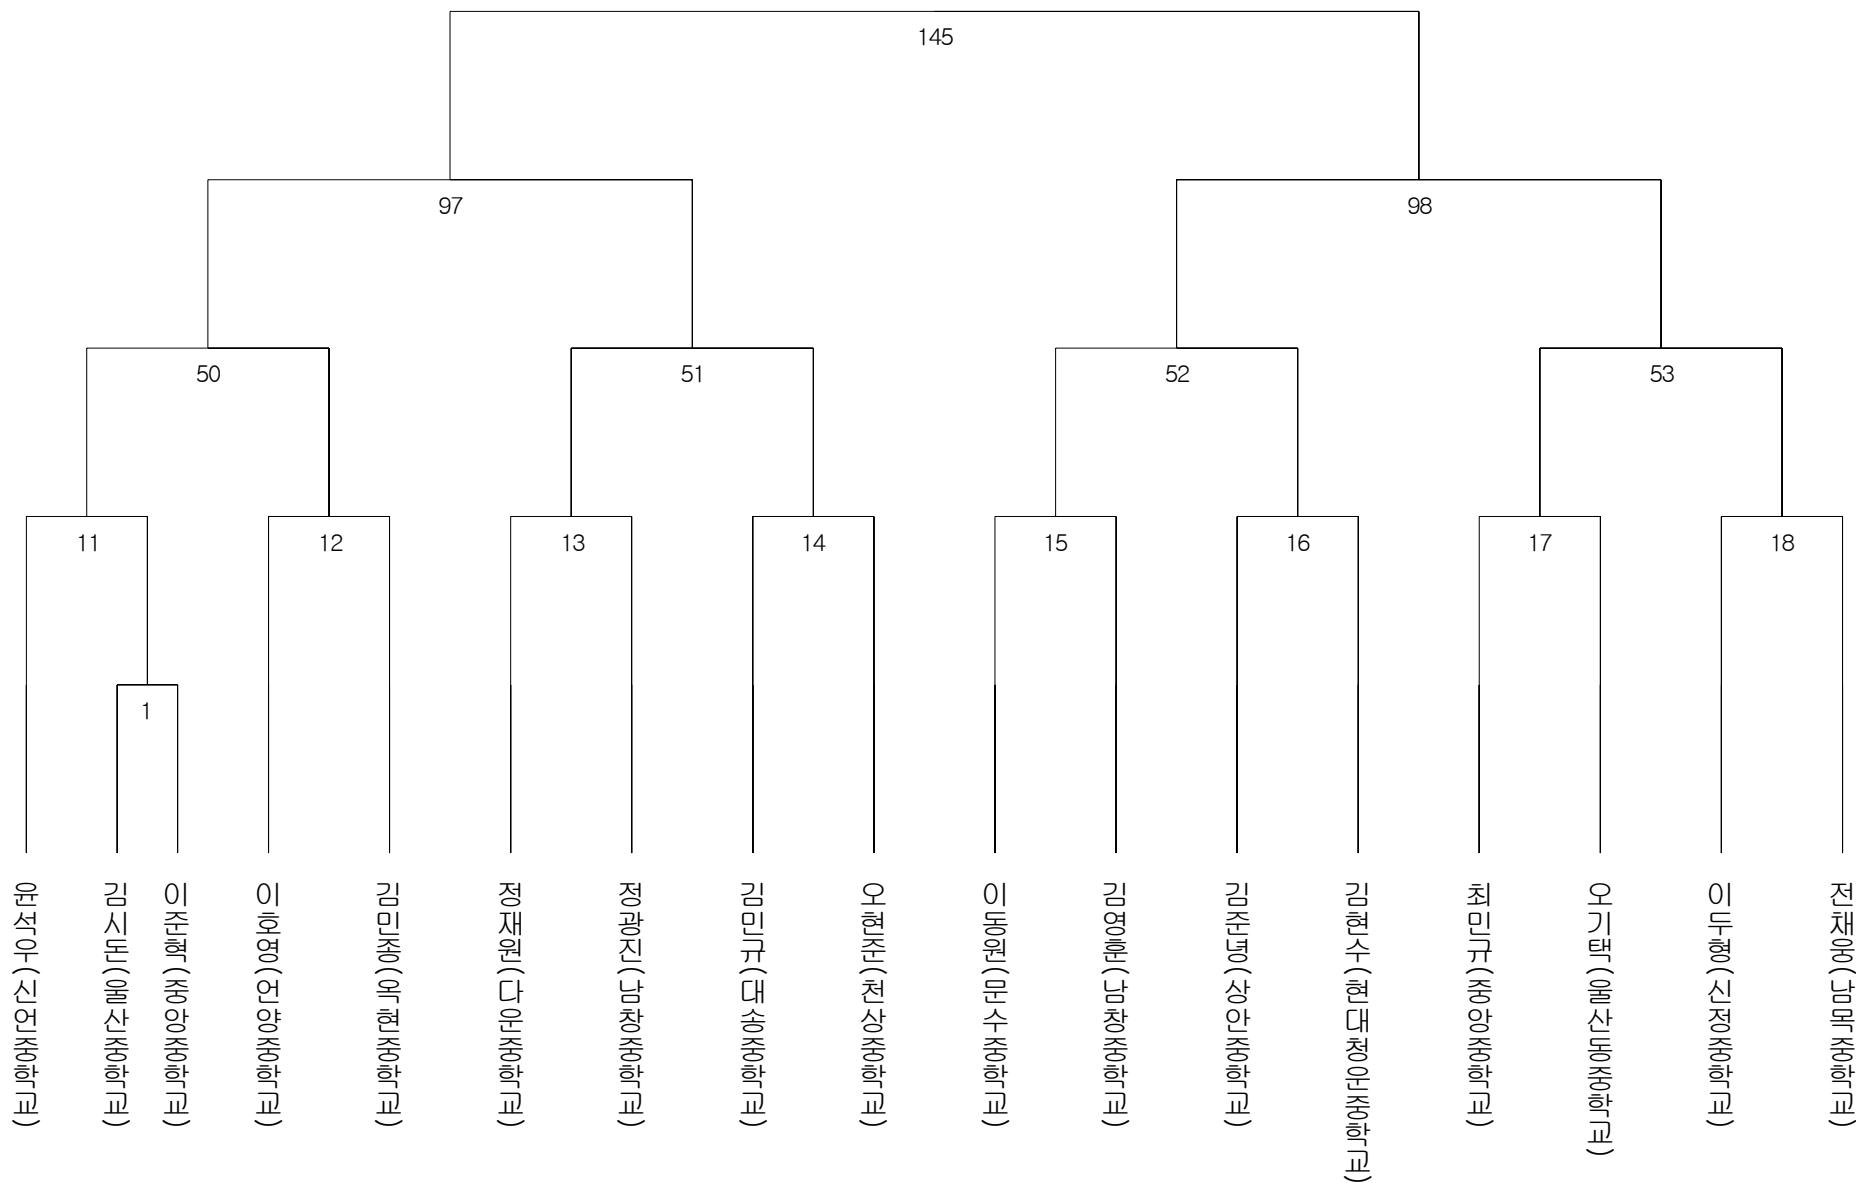 145
97
98
50
51
52
53
11
12
13
14
15
16
17
18
1
윤석우(신언중학교)
김시돈(울산중학교)
이준혁(중앙중학교)
이호영(언양중학교)
김민종(옥현중학교)
정재원(다운중학교)
정광진(남창중학교)
김민규(대송중학교)
오현준(천상중학교)
이동원(문수중학교)
김영훈(남창중학교)
김준녕(상안중학교)
김현수(현대청운중학교)
최민규(중앙중학교)
오기택(울산동중학교)
이두형(신정중학교)
전채웅(남목중학교)